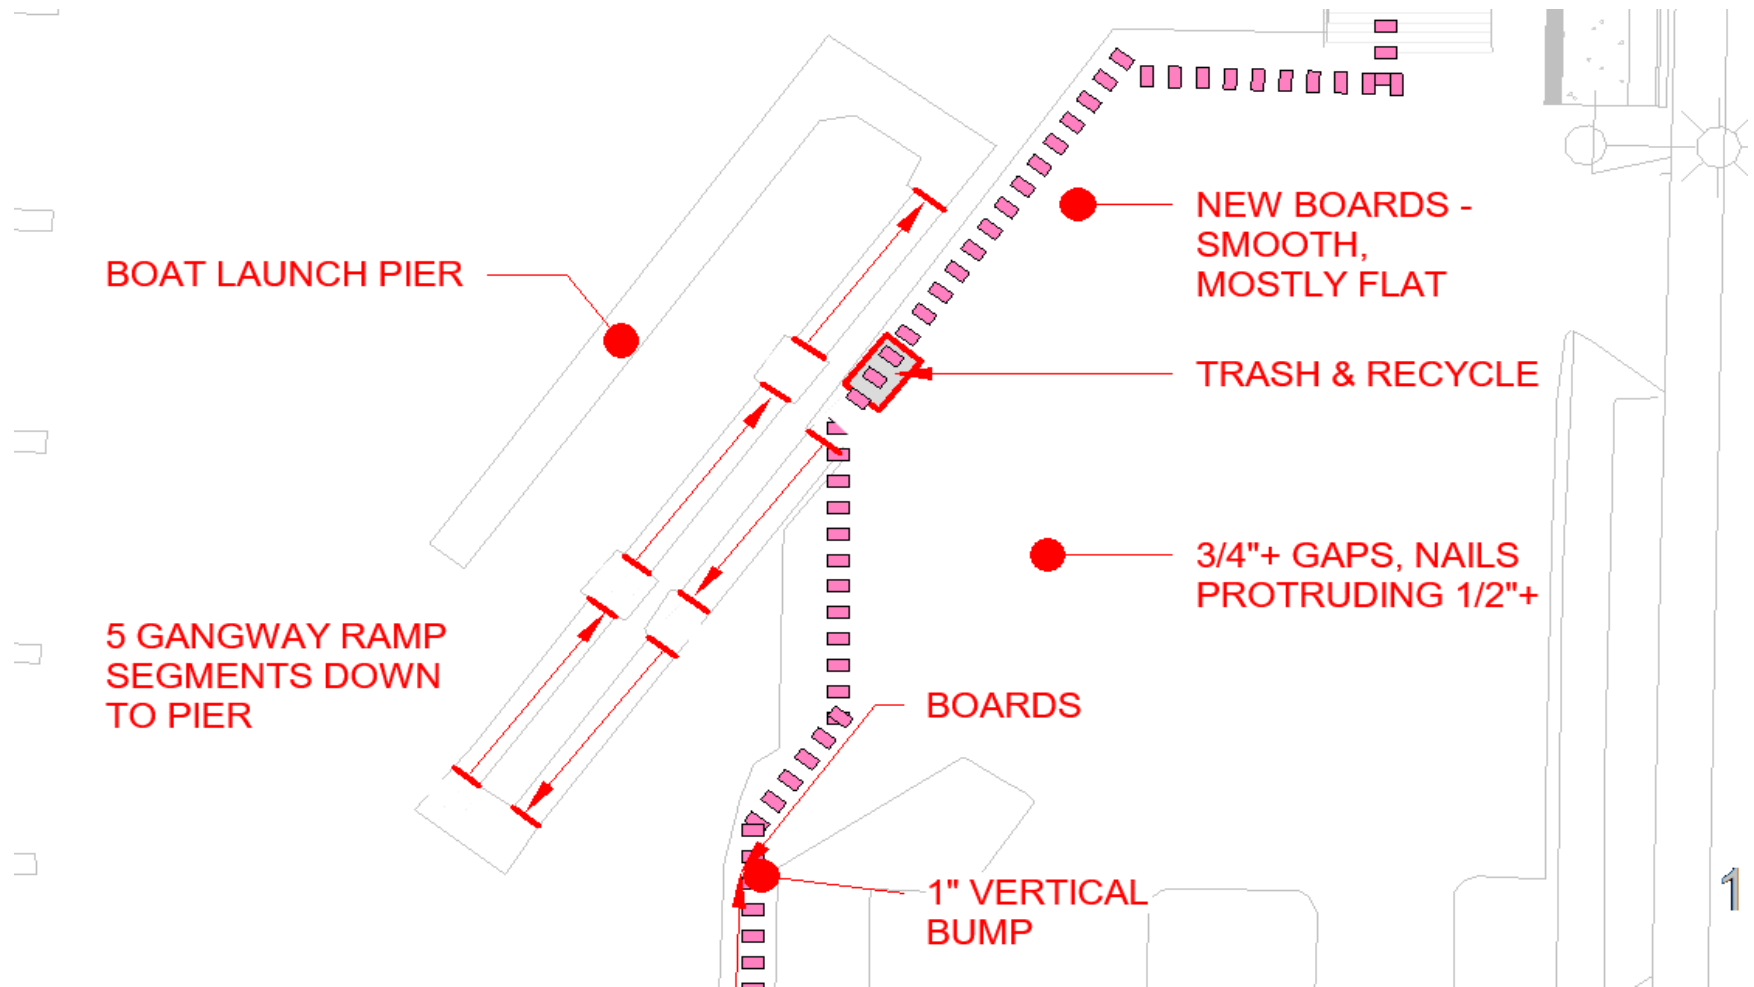 NEW BOARDS -
SMOOTH,
MOSTLY FLAT
BOAT LAUNCH PIER
TRASH & RECYCLE
3/4"+ GAPS, NAILS
PROTRUDING 1/2"+
5 GANGWAY RAMP
SEGMENTS DOWN
TO PIER
BOARDS
1" VERTICAL
BUMP
1